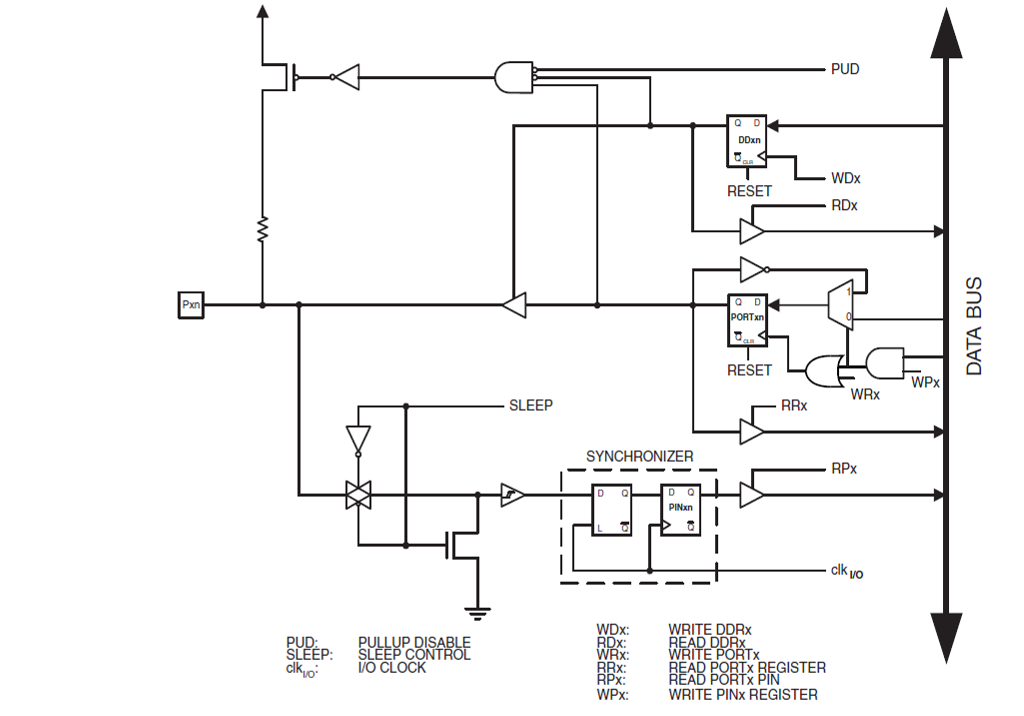 PUD
Q D
DDxn
Q CLR
WDx
RESET
RDx
1
Pxn
Q D
PORTxn
0
Q CLR
RESET
WPx
WRx
DATA BUS
SLEEP
RRx
SYNCHRONIZER
RPx
D Q
L Q
D Q
PINxn
Q
clk I/O
PUD: PULLUP DISABLE
SLEEP: SLEEP CONTROL
clkI/O: I/O CLOCK
WDx: WRITE DDRx
RDx: READ DDRx
WRx: WRITE PORTx
RRx: READ PORTx REGISTER
RPx: READ PORTx PIN
WPx: WRITE PINx REGISTER